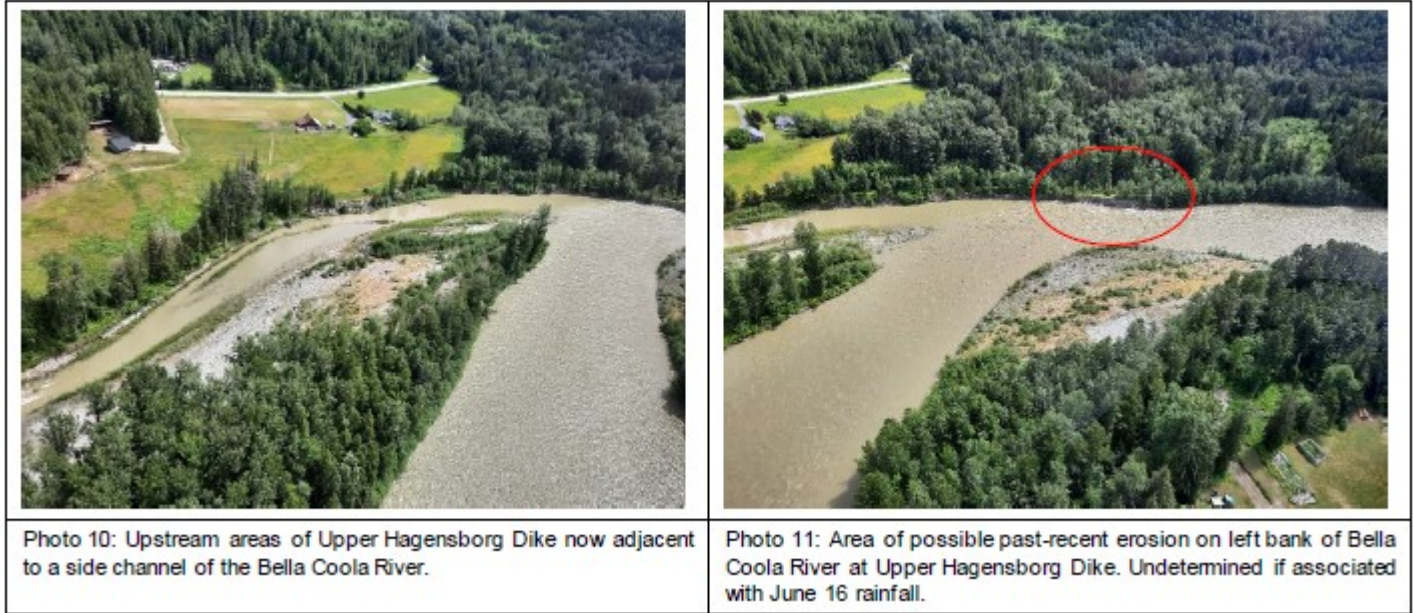 Photo 10: Upstream areas of Upper Hagensborg Dike now adjacent
to a side channel of the Bella Coola River.
Photo 11: Area of possible past-recent erosion on left bank of Bella
Coola River at Upper Hagensborg Dike. Undetermined if associated
with June 16 rainfall.